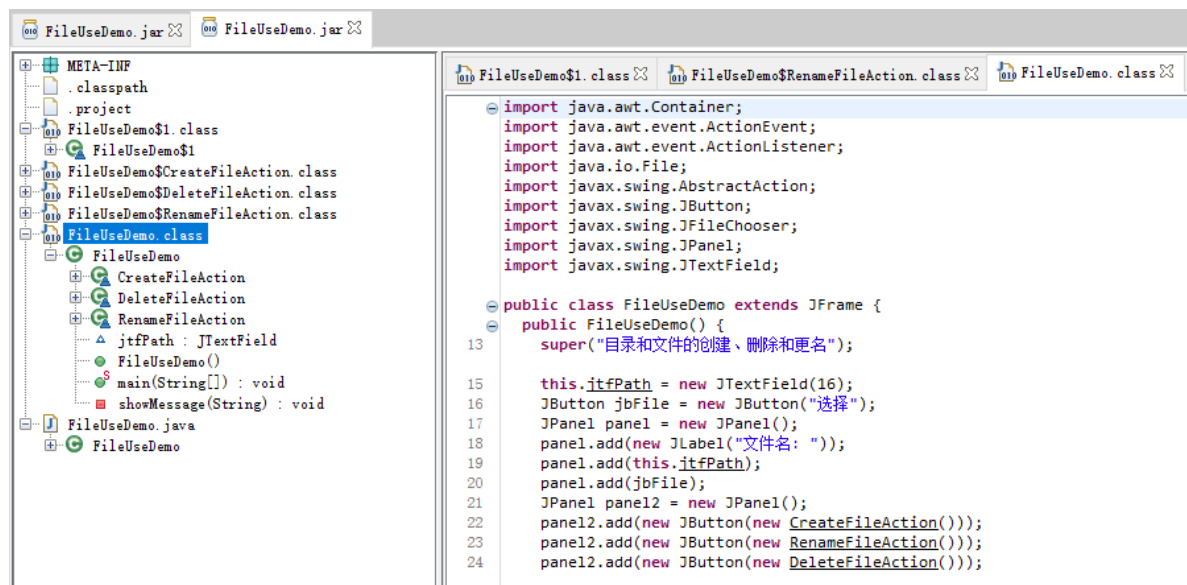 FileUseDemo.jar
FileUseDemo.jar
META-INF
.classpath
.project
FileUseDemo$1.class
FileUseDemo$1
FileUseDemo$CreateFileAction.class
FileUseDemo$DeleteFileAction.class
FileUseDemo$RenameFileAction.class
FileUseDemo.class
FileUseDemo
CreateFileAction
DeleteFileAction
RenameFileAction
jtfPath : JTextField
FileUseDemo()
main(String[]) : void
showMessage(String) : void
FileUseDemo.java
FileUseDemo
FileUseDemo$1.class
FileUseDemo$RenameFileAction.class
FileUseDemo.class
import java.awt.Container;
import java.awt.event.ActionEvent;
import java.awt.event.ActionListener;
import java.io.File;
import javax.swing.AbstractAction;
import javax.swing.JButton;
import javax.swing.JFileChooser;
import javax.swing.JPanel;
import javax.swing.JTextField;
public class FileUseDemo extends JFrame {
public FileUseDemo() {
13 super("目录和文件的创建、删除和更名");
15 this.jtfPath = new JTextField(16);
16 JButton jbFile = new JButton("选择");
17 JPanel panel = new JPanel();
18 panel.add(new JLabel("文件名: "));
19 panel.add(this.jtfPath);
20 panel.add(jbFile);
21 JPanel panel2 = new JPanel();
22 panel2.add(new JButton(new CreateFileAction()));
23 panel2.add(new JButton(new RenameFileAction()));
24 panel2.add(new JButton(new DeleteFileAction()));